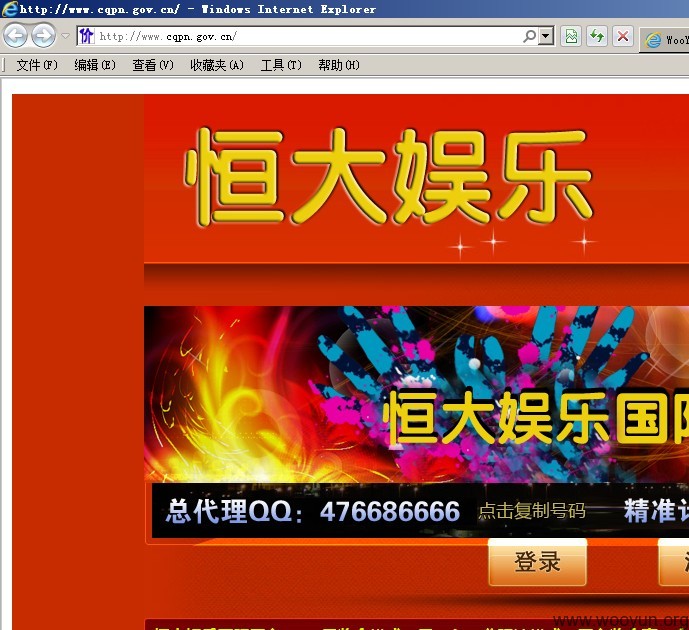 http://www.cqpn.gov.cn/ - Windows Internet Explorer
http://www.cqpn.gov.cn/
文件(F) 编辑(E) 查看(V) 收藏夹(A) 工具(T) 帮助(H)
恒大娱乐
恒大娱乐国
总代理QQ：476686666 点击复制号码 精准
登录
www.wooyun.org